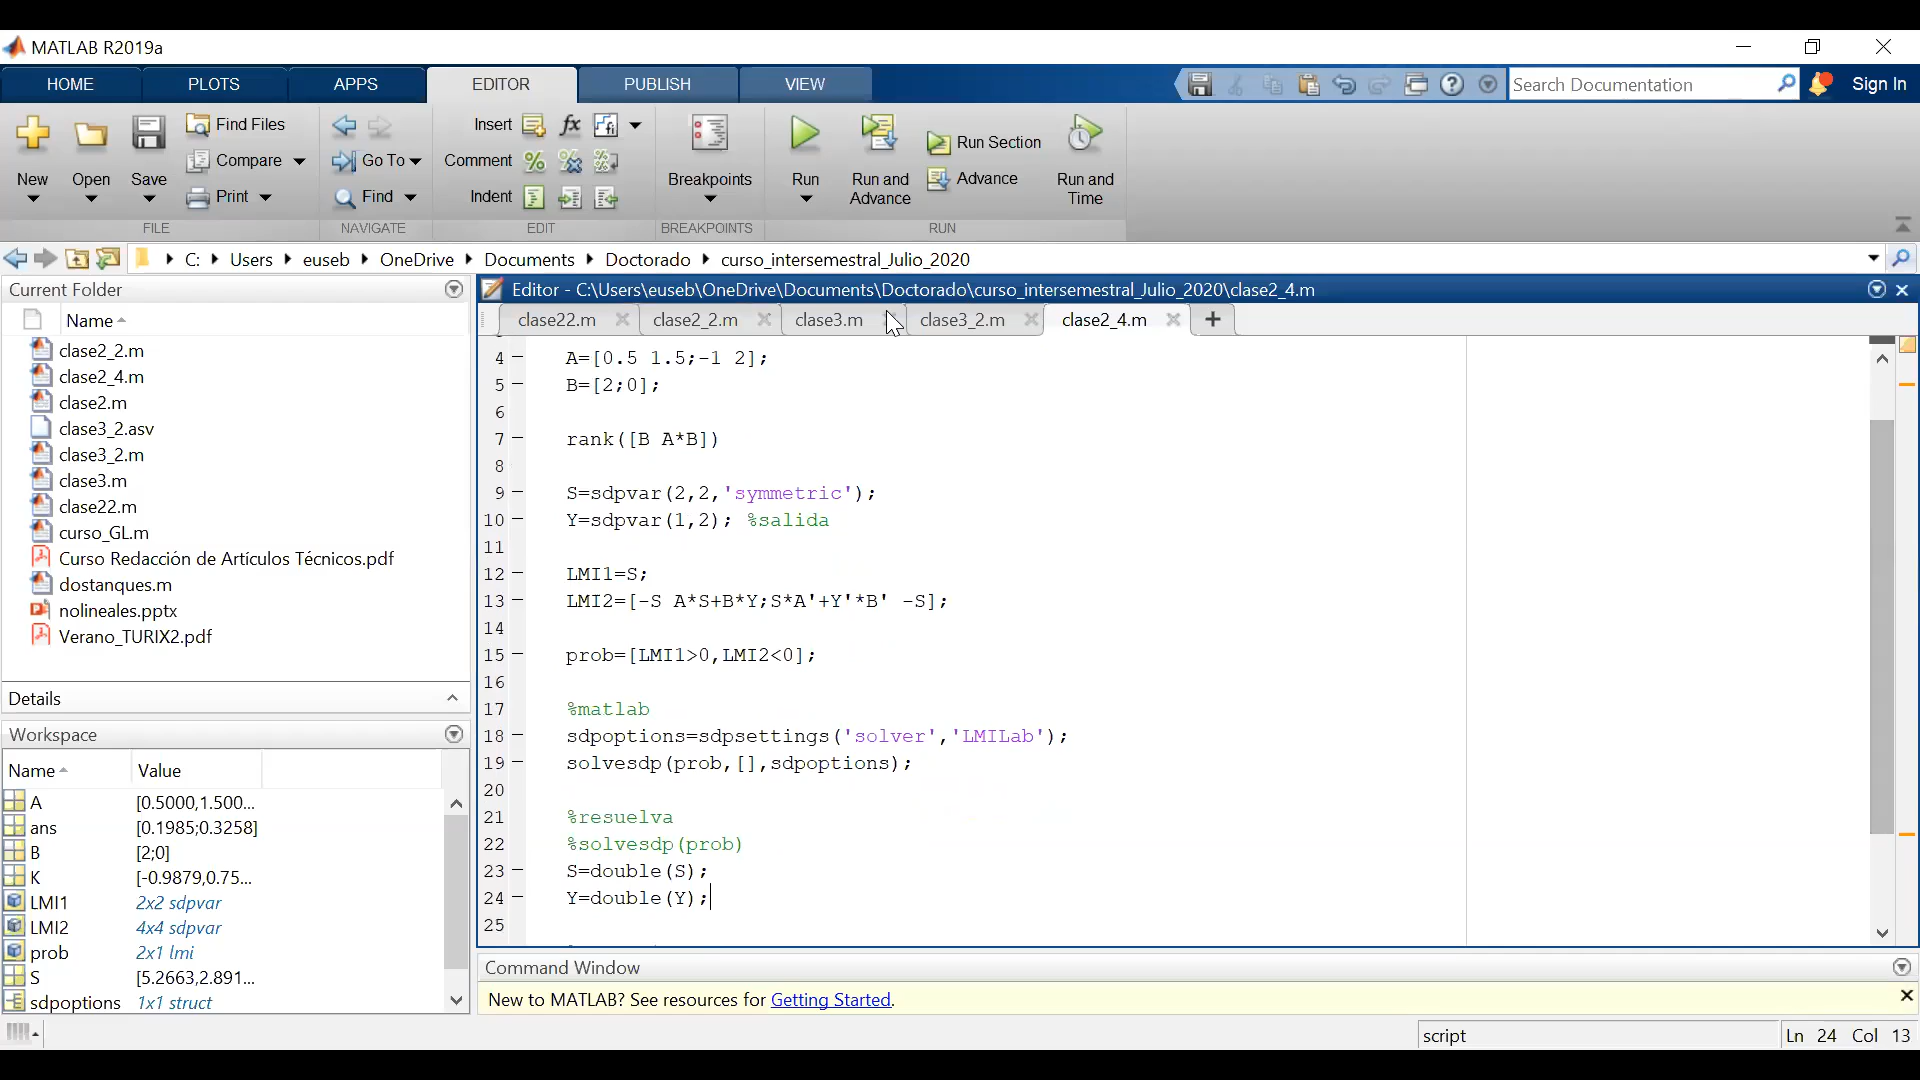 MATLAB R2019a
HOME PLOTS APPS EDITOR PUBLISH VIEW Search Documentation Sign In
New Open Save Find Files Compare Print
Go To Find
Insert fx Comment Indent
Breakpoints
Run Run and Advance Run Section Advance Run and Time
FILE NAVIGATE EDIT BREAKPOINTS RUN
C: Users euseb OneDrive Documents Doctorado curso_intersemestral_Julio_2020
Current Folder
Name
clase2_2.m
clase2_4.m
clase2.m
clase3_2.asv
clase3_2.m
clase3.m
clase22.m
curso_GL.m
Curso Redacción de Artículos Técnicos.pdf
dostanques.m
nolineales.pptx
Verano_TURIX2.pdf
Details
Workspace
Name Value
A [0.5000,1.500...
ans [0.1985;0.3258]
B [2;0]
K [-0.9879,0.75...
LMI1 2x2 sdpvar
LMI2 4x4 sdpvar
prob 2x1 lmi
S [5.2663,2.891...
sdpoptions 1x1 struct
Editor - C:\Users\euseb\OneDrive\Documents\Doctorado\curso_intersemestral_Julio_2020\clase2_4.m
clase22.m clase2_2.m clase3.m clase3_2.m clase2_4.m +
4 – A=[0.5 1.5;-1 2];
5 – B=[2;0];
6
7 – rank([B A*B])
8
9 – S=sdpvar(2,2,'symmetric');
10 – Y=sdpvar(1,2); %salida
11
12 – LMI1=S;
13 – LMI2=[-S A*S+B*Y;S*A'+Y'*B' -S];
14
15 – prob=[LMI1>0,LMI2<0];
16
17 %matlab
18 – sdpoptions=sdpsettings('solver','LMILab');
19 – solvesdp(prob,[],sdpoptions);
20
21 %resuelva
22 %solvesdp(prob)
23 – S=double(S);
24 – Y=double(Y);
25
Command Window
New to MATLAB? See resources for Getting Started.
script Ln 24 Col 13